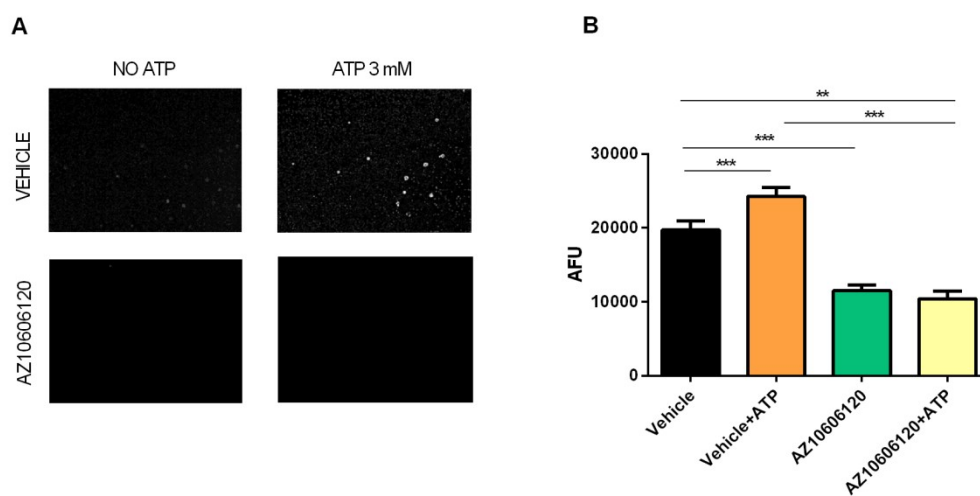 A
NO ATP
ATP 3 mM
VEHICLE
AZ10606120
B
**
***
***
***
30000
20000
10000
0
AFU
Vehicle
Vehicle+ATP
AZ10606120
AZ10606120+ATP